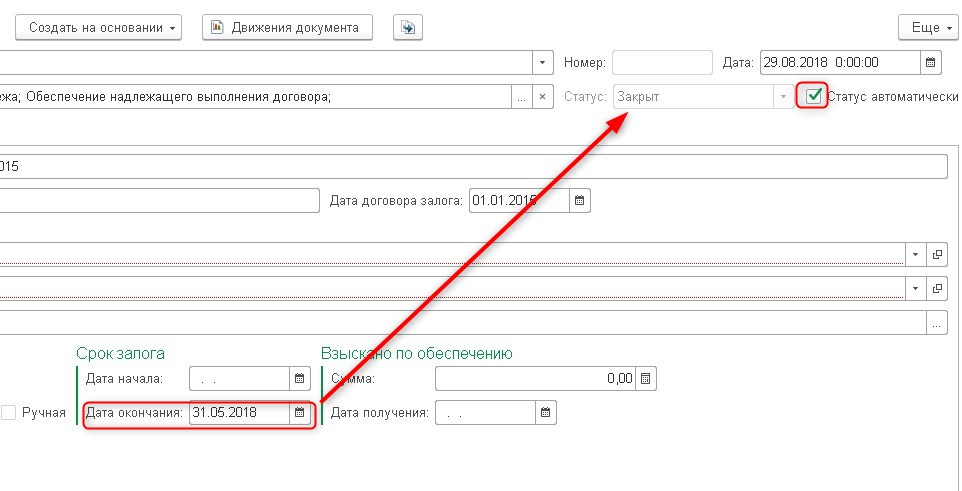 Создать на основании Движения документа Еще
Номер: Дата: 29.08.2018 0:00:00
Обеспечение надлежащего выполнения договора; ... × Статус: Закрыт Статус автоматически
015
Дата договора залога: 01.01.2015
...
Срок залога Взыскано по обеспечению
Дата начала: . . Сумма: 0,00
Ручная Дата окончания: 31.05.2018 Дата получения: . .